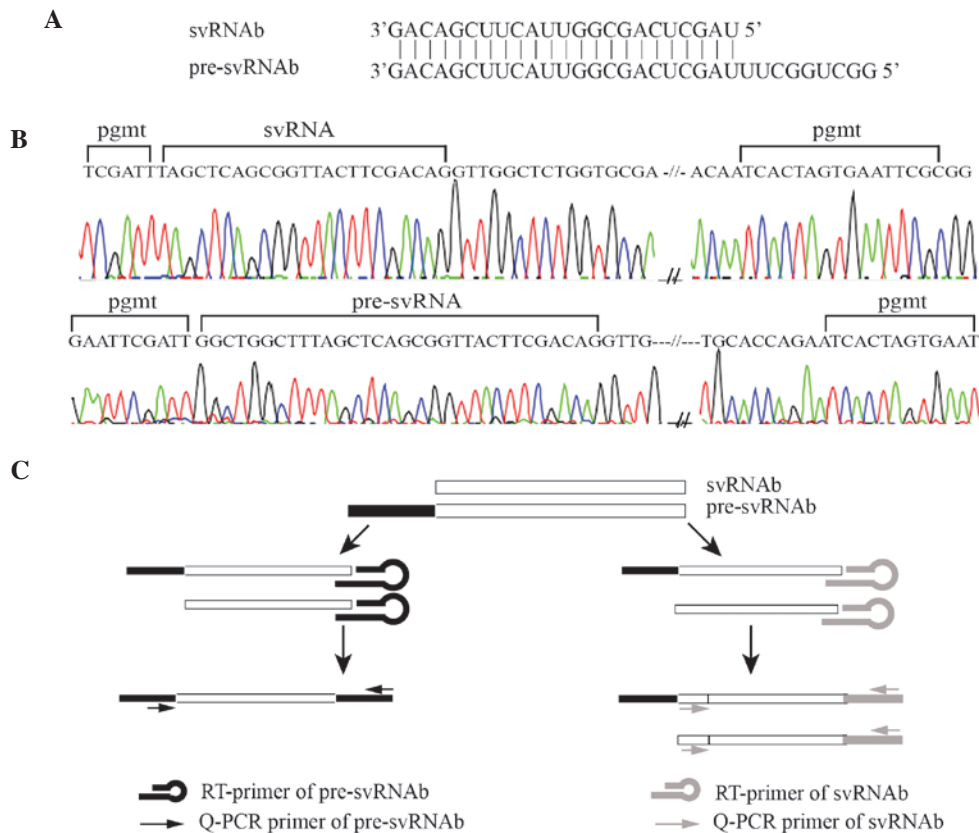 A
svRNAb 3'GACAGCUUCAUUGGCGACUCGAU 5'
pre-svRNAb 3'GACAGCUUCAUUGGCGACUCGAUUUCGGUCGG 5'
B
pgmt svRNA pgmt
TCGATTTAGCTCAGCGGTTACTTCGACAGGTTGGCTCTGGTGCGA -//- ACAATCACTAGTGAATTCGCGG
pgmt pre-svRNA pgmt
GAATTCGATT GGCTGGCTTTAGCTCAGCGGTTACTTCGACAGGTTG---//---TGCACCAGAATCACTAGTGAAT
C
svRNAb
pre-svRNAb
RT-primer of pre-svRNAb
Q-PCR primer of pre-svRNAb
RT-primer of svRNAb
Q-PCR primer of svRNAb